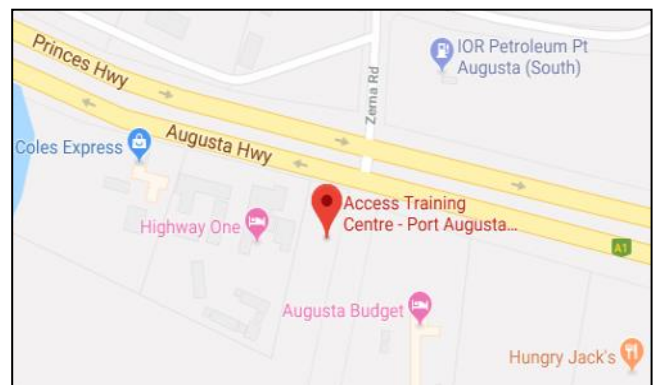 Princes Hwy
IOR Petroleum Pt
Augusta (South)
Zerna Rd
Coles Express
Augusta Hwy
Access Training
Centre - Port Augusta...
Highway One
A1
Augusta Budget
Hungry Jack's